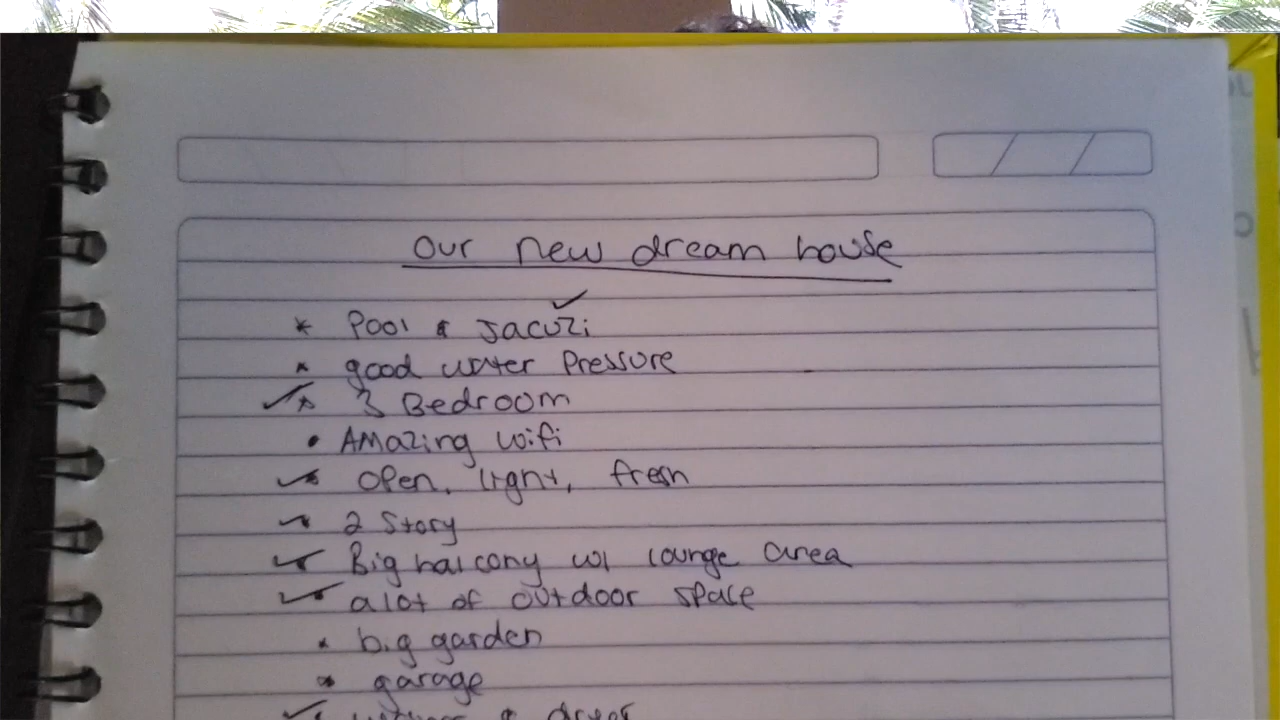 our new dream house
* Pool & Jacuzi
* good water Pressure
* 3 Bedroom
• AMazing wifi
Open, light, fresh
2 Story
Big balcony w/ lounge area
a lot of outdoor space
* big garden
* garage
& dryer